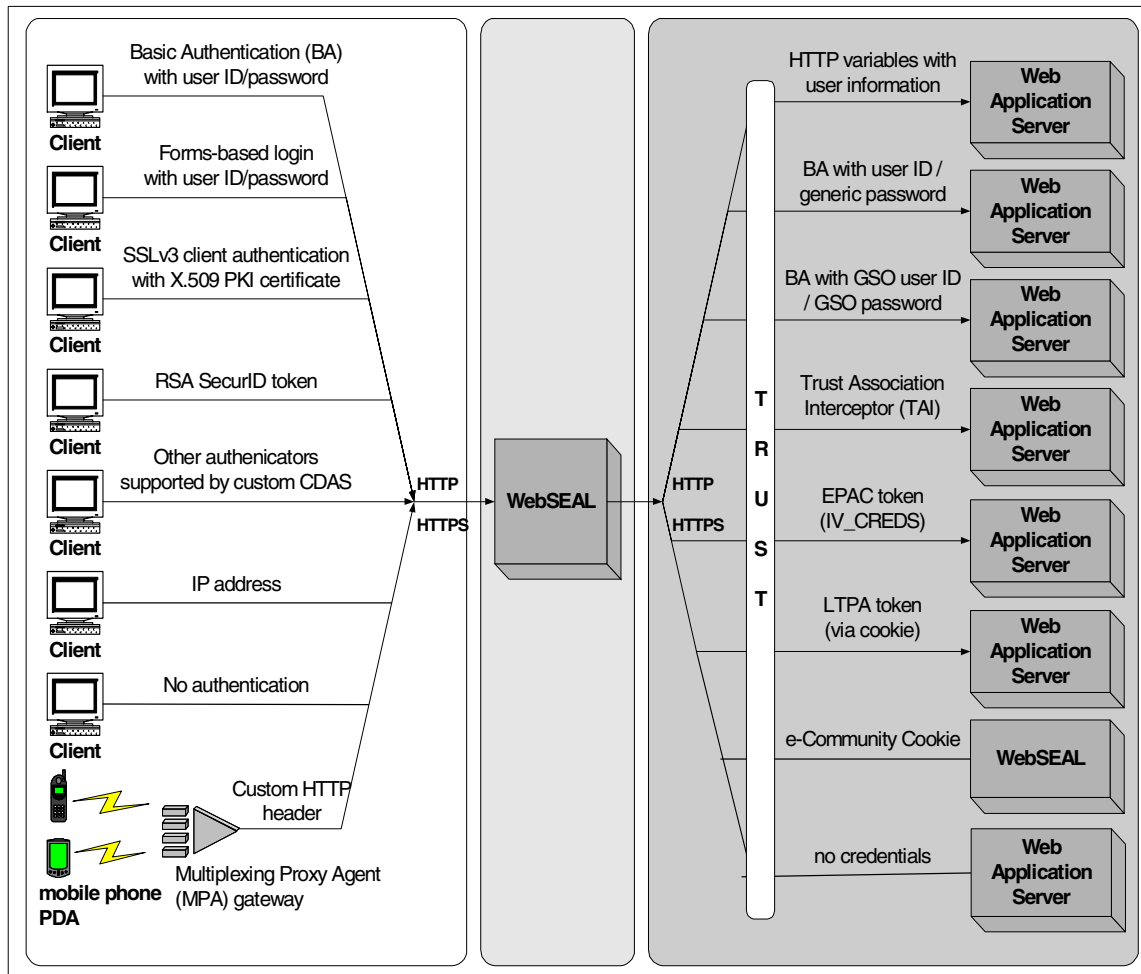 Basic Authentication (BA)
with user ID/password
Client
Forms-based login
with user ID/password
Client
SSLv3 client authentication
with X.509 PKI certificate
Client
RSA SecurID token
Client
Other authenicators
supported by custom CDAS
Client
IP address
Client
No authentication
Client
Custom HTTP
header
Multiplexing Proxy Agent
(MPA) gateway
mobile phone
PDA
HTTP
HTTPS
WebSEAL
HTTP
HTTPS
T
R
U
S
T
HTTP variables with
user information
Web
Application
Server
BA with user ID /
generic password
Web
Application
Server
BA with GSO user ID
/ GSO password
Web
Application
Server
Trust Association
Interceptor (TAI)
Web
Application
Server
EPAC token
(IV_CREDS)
Web
Application
Server
LTPA token
(via cookie)
Web
Application
Server
e-Community Cookie
WebSEAL
no credentials
Web
Application
Server